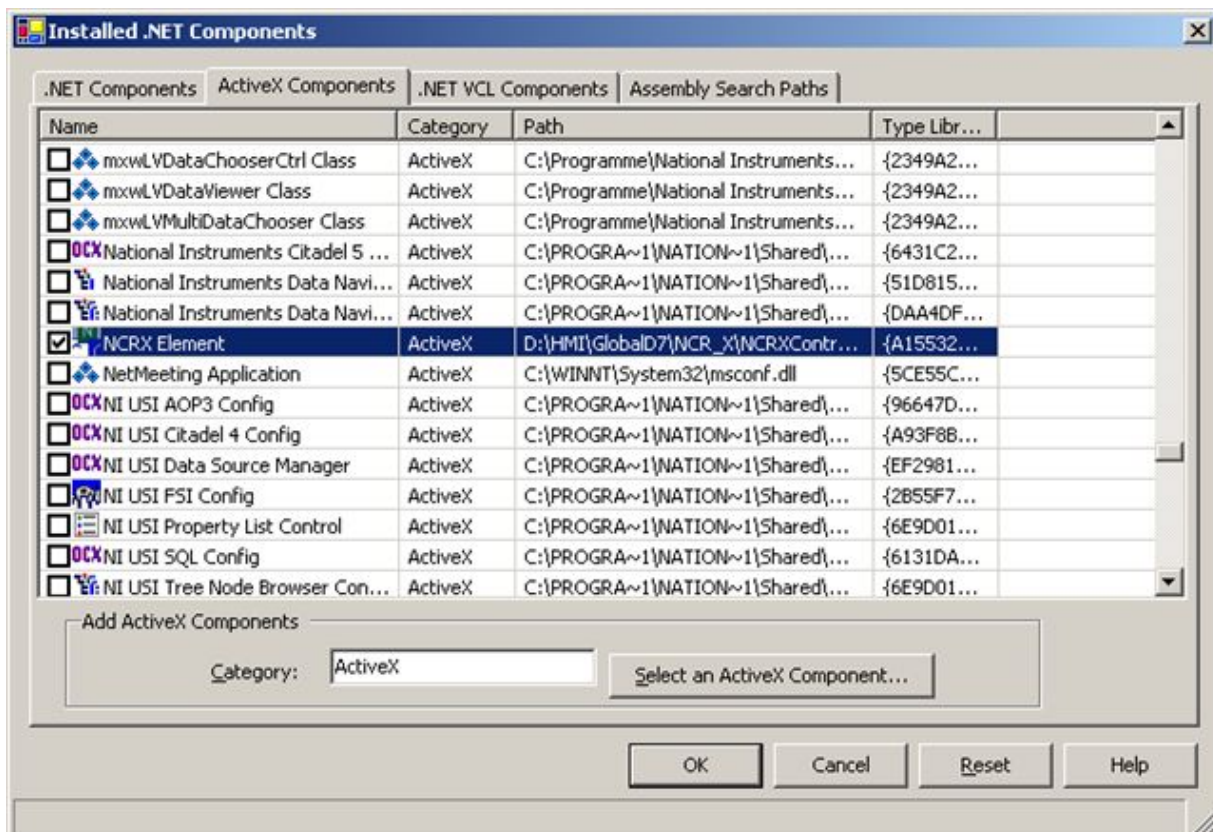 Installed .NET Components
.NET Components ActiveX Components .NET VCL Components Assembly Search Paths
Name Category Path Type Libr...
mxwLVDataChooserCtrl Class ActiveX C:\Programme\National Instruments... {2349A2...
mxwLVDataViewer Class ActiveX C:\Programme\National Instruments... {2349A2...
mxwLVMultiDataChooser Class ActiveX C:\Programme\National Instruments... {2349A2...
OCX National Instruments Citadel 5 ... ActiveX C:\PROGRA~1\NATION~1\Shared\... {6431C2...
National Instruments Data Navi... ActiveX C:\PROGRA~1\NATION~1\Shared\... {51D815...
National Instruments Data Navi... ActiveX C:\PROGRA~1\NATION~1\Shared\... {DAA4DF...
NCRX Element ActiveX D:\HMI\GlobalD7\NCR_X\NCRXContr... {A15532...
NetMeeting Application ActiveX C:\WINNT\System32\msconf.dll {5CE55C...
OCX NI USI AOP3 Config ActiveX C:\PROGRA~1\NATION~1\Shared\... {96647D...
OCX NI USI Citadel 4 Config ActiveX C:\PROGRA~1\NATION~1\Shared\... {A93F8B...
OCX NI USI Data Source Manager ActiveX C:\PROGRA~1\NATION~1\Shared\... {EF2981...
NI USI FSI Config ActiveX C:\PROGRA~1\NATION~1\Shared\... {2B55F7...
NI USI Property List Control ActiveX C:\PROGRA~1\NATION~1\Shared\... {6E9D01...
OCX NI USI SQL Config ActiveX C:\PROGRA~1\NATION~1\Shared\... {6131DA...
NI USI Tree Node Browser Con... ActiveX C:\PROGRA~1\NATION~1\Shared\... {6E9D01...
Add ActiveX Components
Category: ActiveX Select an ActiveX Component...
OK Cancel Reset Help